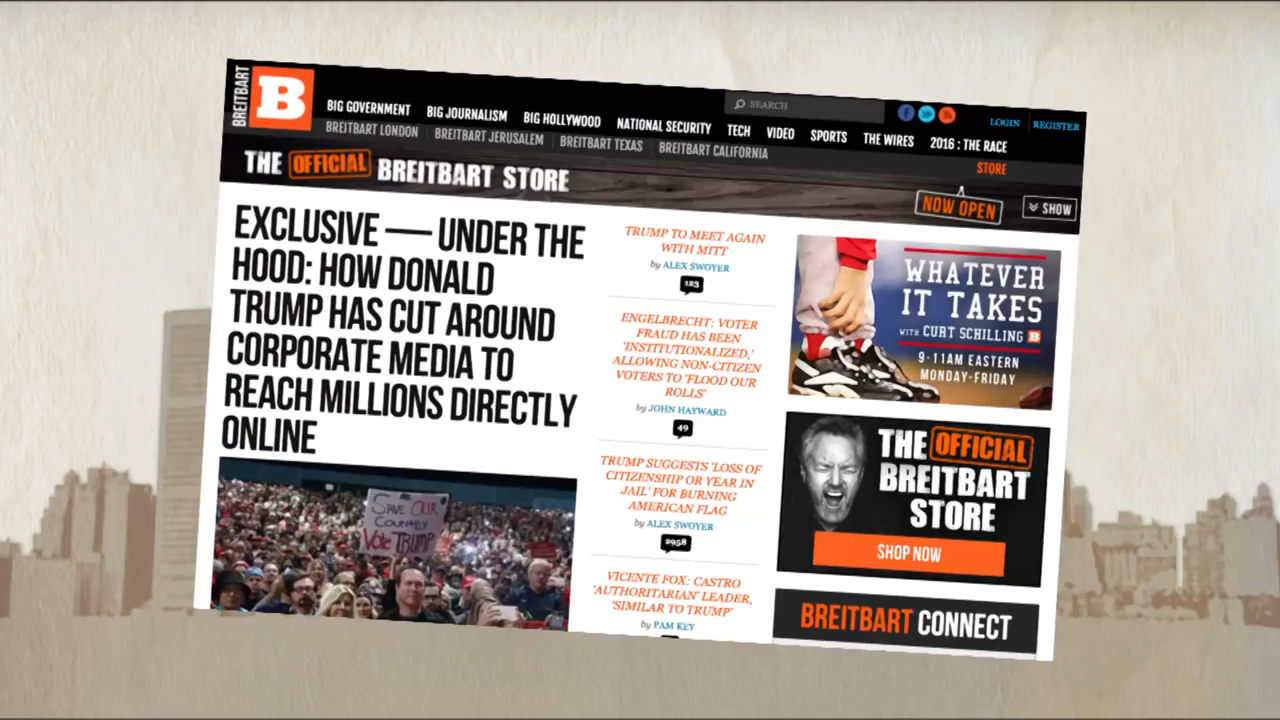 BREITBART
B
BIG GOVERNMENT
BIG JOURNALISM
BIG HOLLYWOOD
NATIONAL SECURITY
TECH
VIDEO
SPORTS
THE WIRES
2016 : THE RACE
SEARCH
LOGIN
REGISTER
BREITBART LONDON
BREITBART JERUSALEM
BREITBART TEXAS
BREITBART CALIFORNIA
STORE
THE OFFICIAL BREITBART STORE
NOW OPEN
SHOW
EXCLUSIVE — UNDER THE
HOOD: HOW DONALD
TRUMP HAS CUT AROUND
CORPORATE MEDIA TO
REACH MILLIONS DIRECTLY
ONLINE
SAVE OUR
COUNTRY
VOTE TRUMP
TRUMP TO MEET AGAIN
WITH MITT
by ALEX SWOYER
123
ENGELBRECHT: VOTER
FRAUD HAS BEEN
'INSTITUTIONALIZED,'
ALLOWING NON-CITIZEN
VOTERS TO 'FLOOD OUR
ROLLS'
by JOHN HAYWARD
49
TRUMP SUGGESTS 'LOSS OF
CITIZENSHIP OR YEAR IN
JAIL' FOR BURNING
AMERICAN FLAG
by ALEX SWOYER
2958
VICENTE FOX: CASTRO
'AUTHORITARIAN' LEADER,
'SIMILAR TO TRUMP'
by PAM KEY
WHATEVER
IT TAKES
WITH CURT SCHILLING B
9-11AM EASTERN
MONDAY-FRIDAY
THE OFFICIAL
BREITBART
STORE
SHOP NOW
BREITBART CONNECT